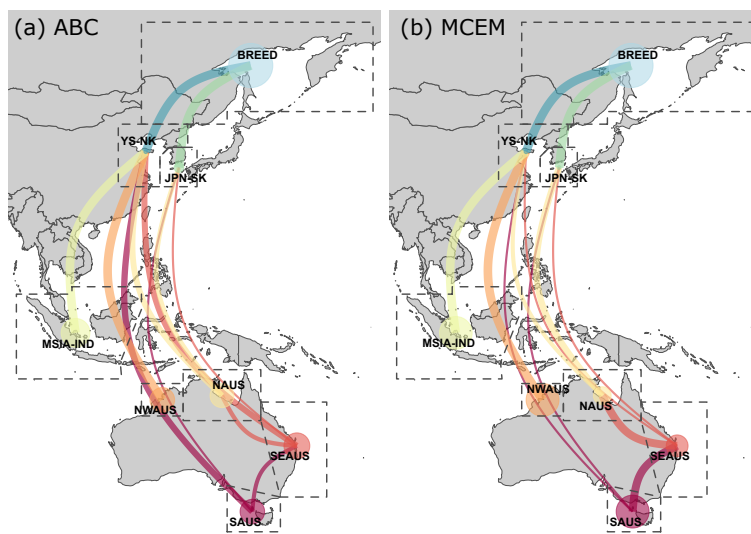 (a) ABC
BREED
YS-NK
JPN-SK
MSIA-IND
NWAUS
NAUS
SEAUS
SAUS
(b) MCEM
BREED
YS-NK
JPN-SK
MSIA-IND
NWAUS
NAUS
SEAUS
SAUS